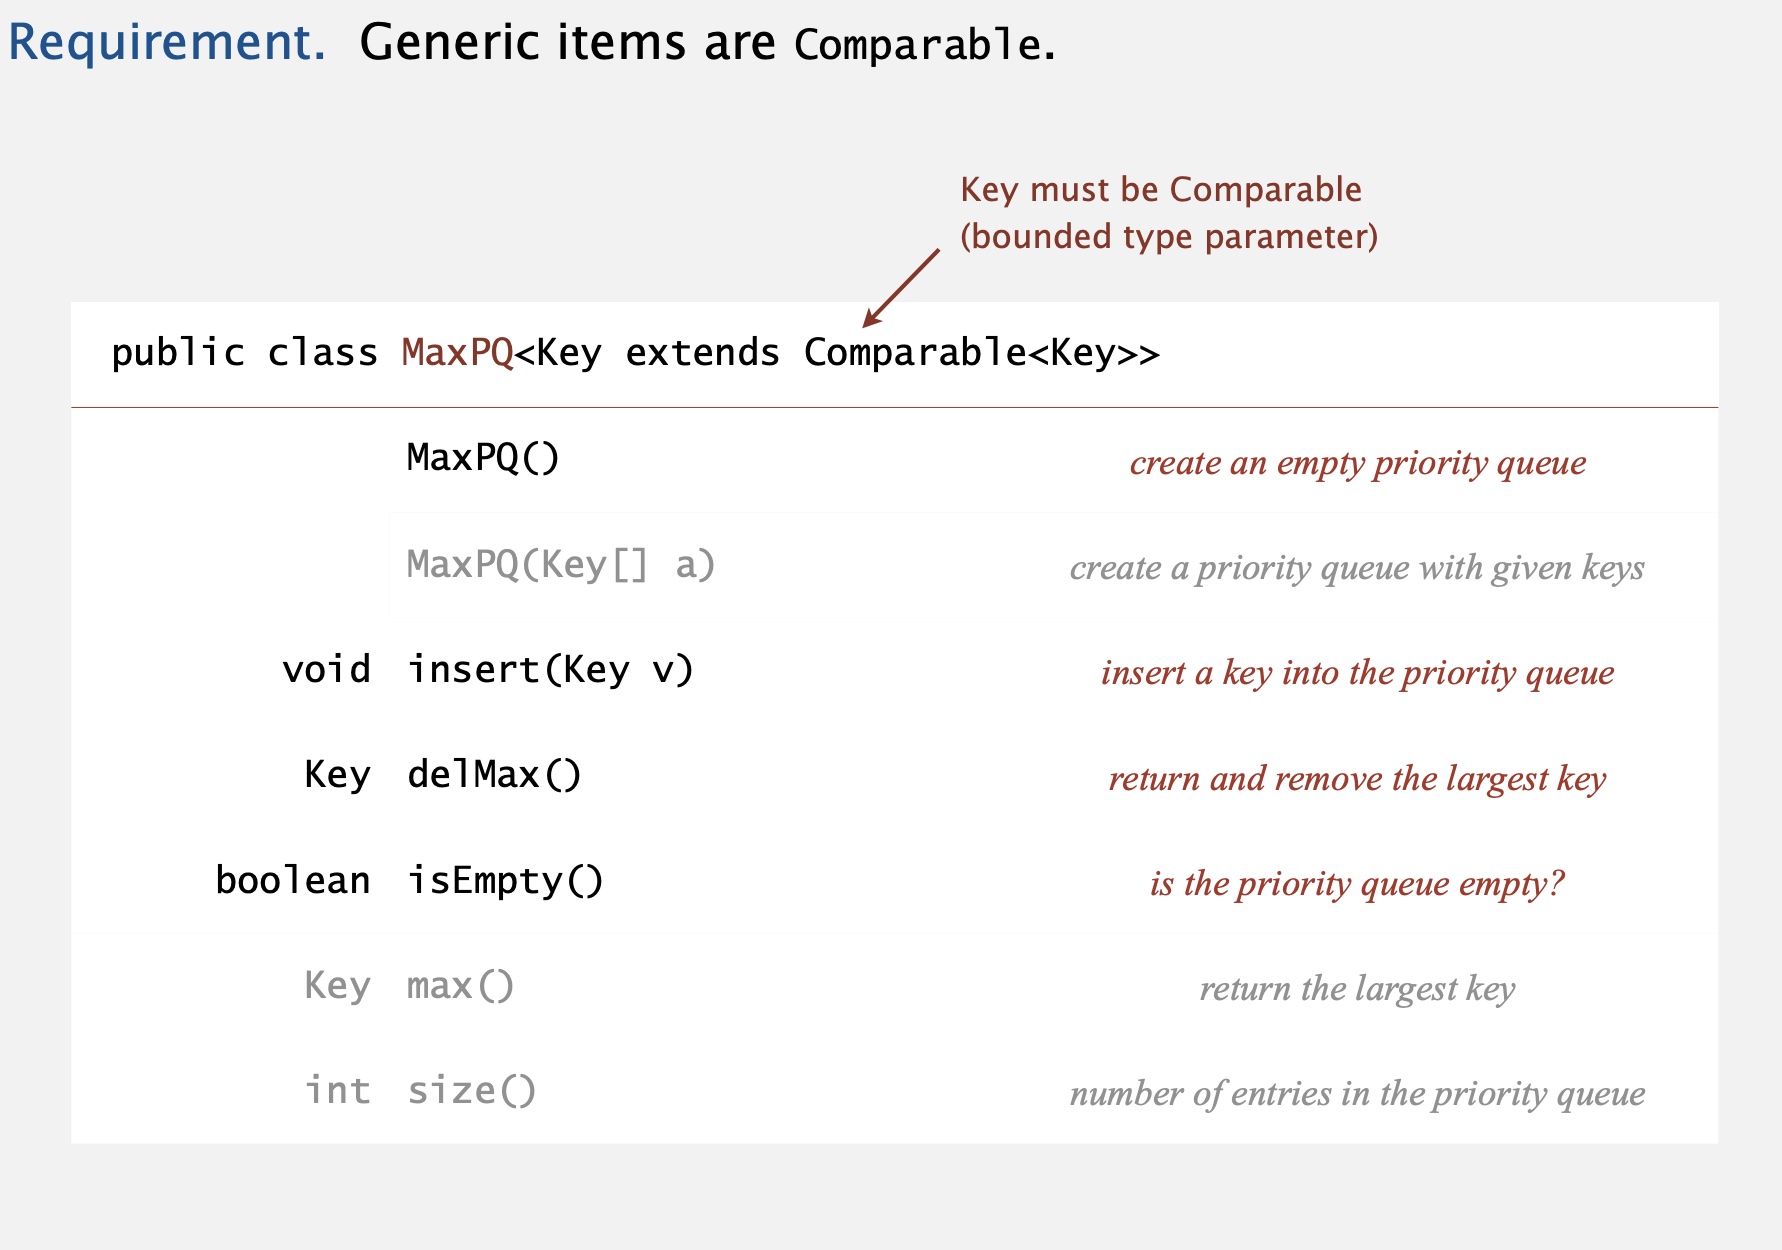 Requirement. Generic items are Comparable.
Key must be Comparable
(bounded type parameter)
public class MaxPQ<Key extends Comparable<Key>>
MaxPQ() create an empty priority queue
MaxPQ(Key[] a) create a priority queue with given keys
void insert(Key v) insert a key into the priority queue
Key delMax() return and remove the largest key
boolean isEmpty() is the priority queue empty?
Key max() return the largest key
int size() number of entries in the priority queue